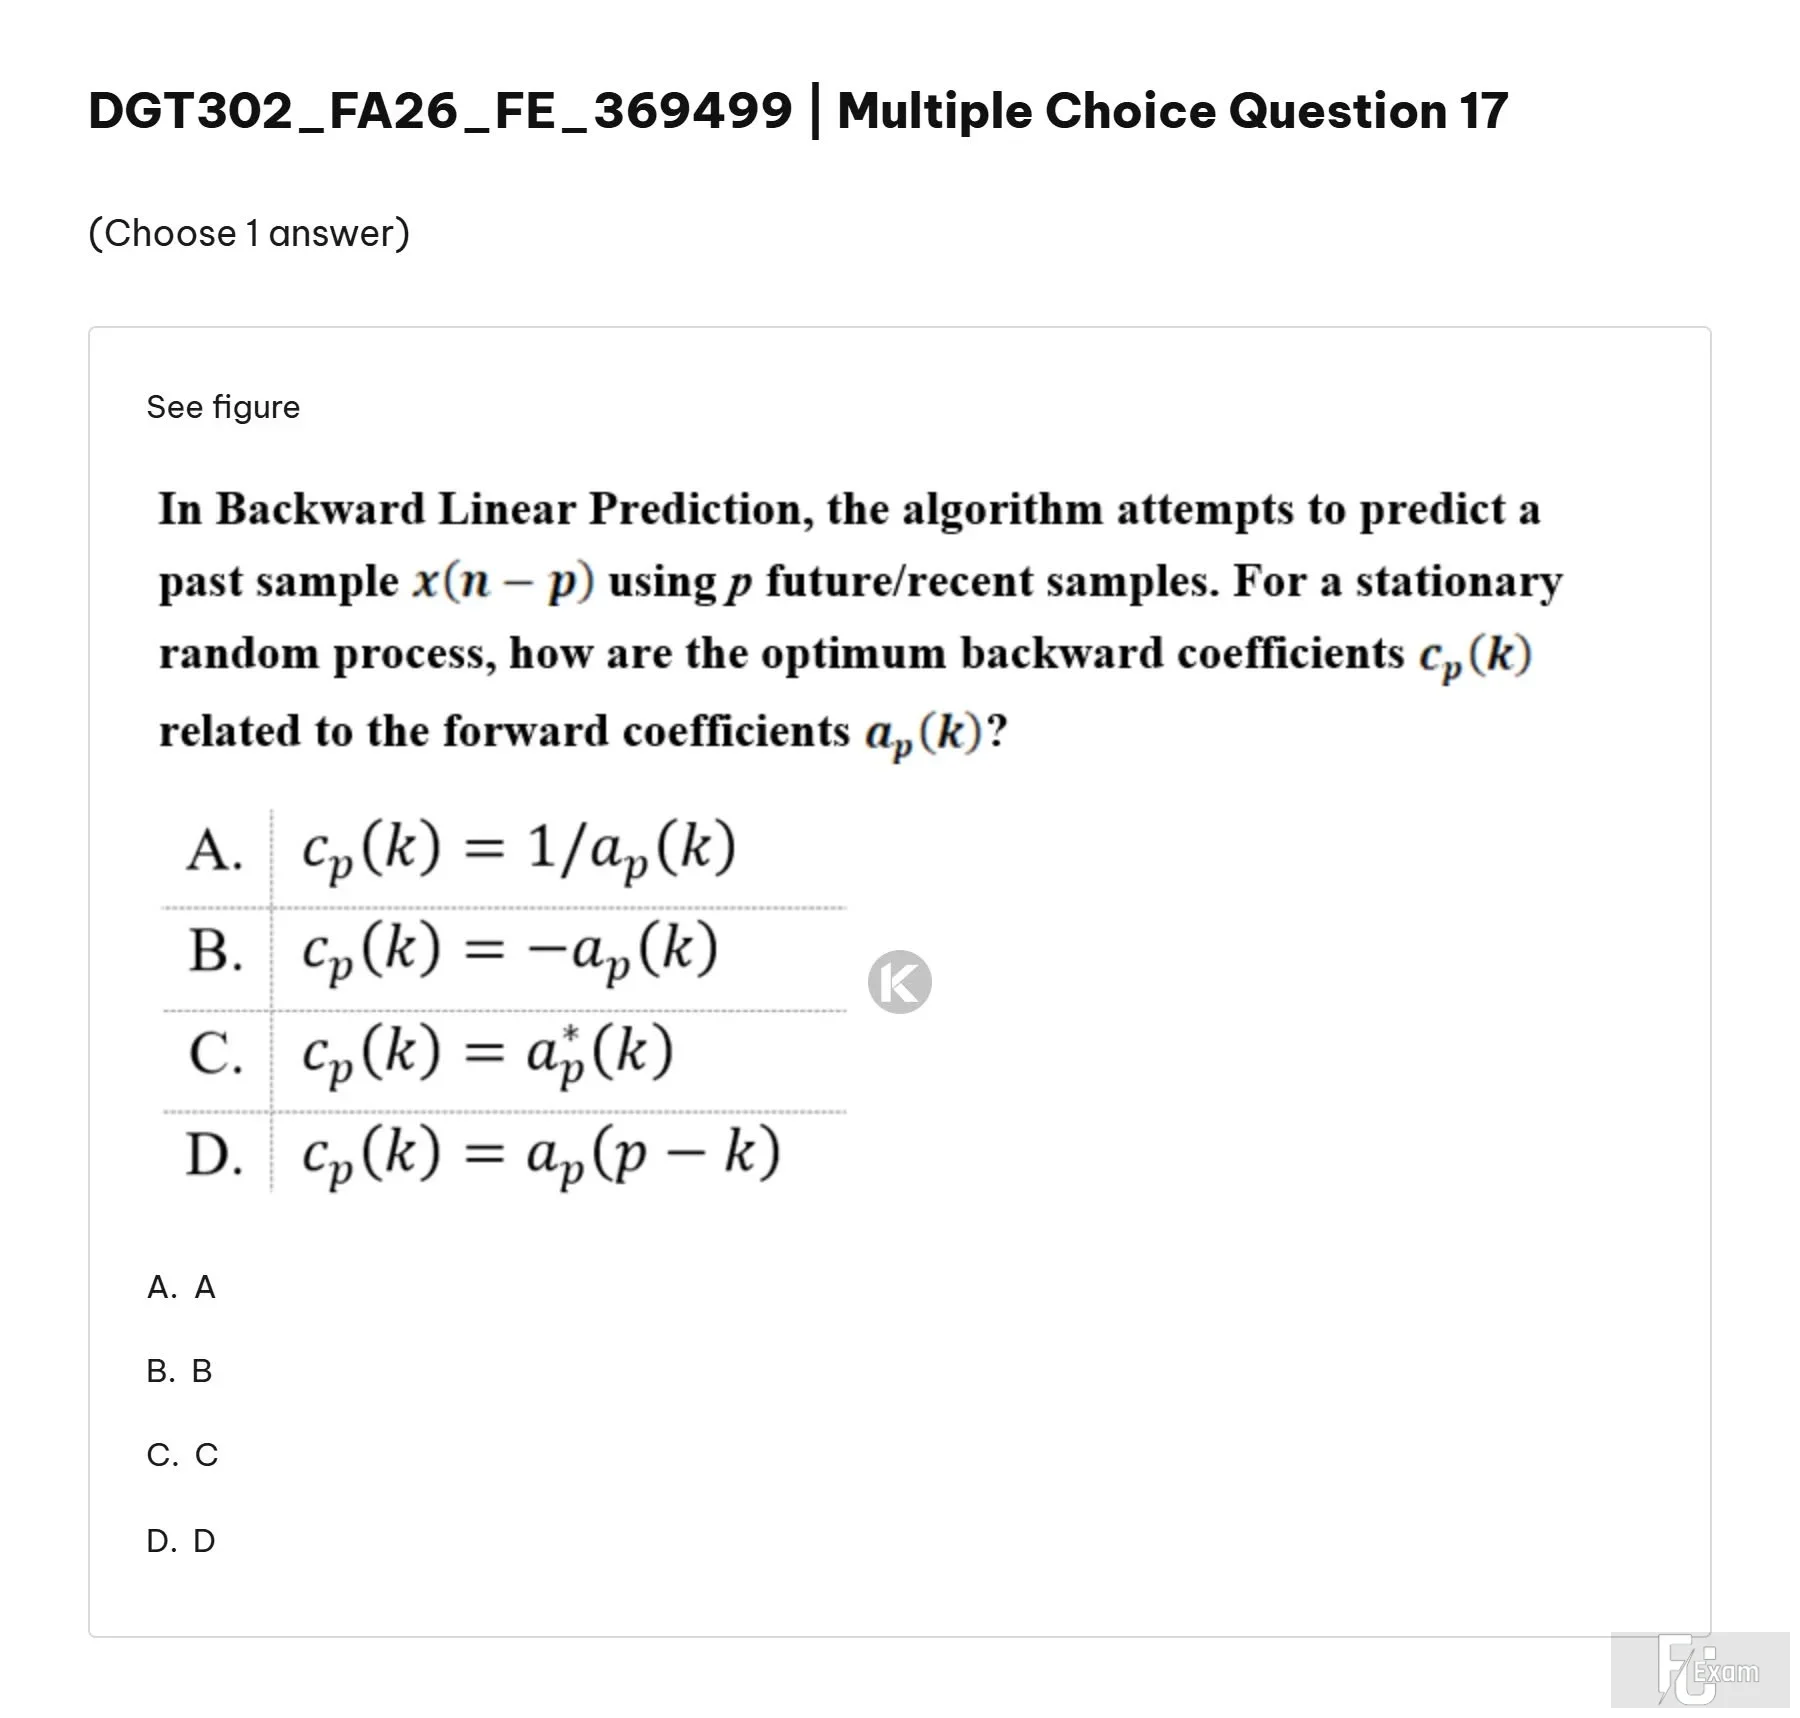 DGT302_FA26_FE_369499 | Multiple Choice Question 17
(Choose 1 answer)
See figure
In Backward Linear Prediction, the algorithm attempts to predict a
past sample x(n − p) using p future/recent samples. For a stationary
random process, how are the optimum backward coefficients cₚ(k)
related to the forward coefficients aₚ(k)?
A. cₚ(k) = 1/aₚ(k)
B. cₚ(k) = −aₚ(k)
C. cₚ(k) = aₚ*(k)
D. cₚ(k) = aₚ(p − k)
K
A. A
B. B
C. C
D. D
FU Exam